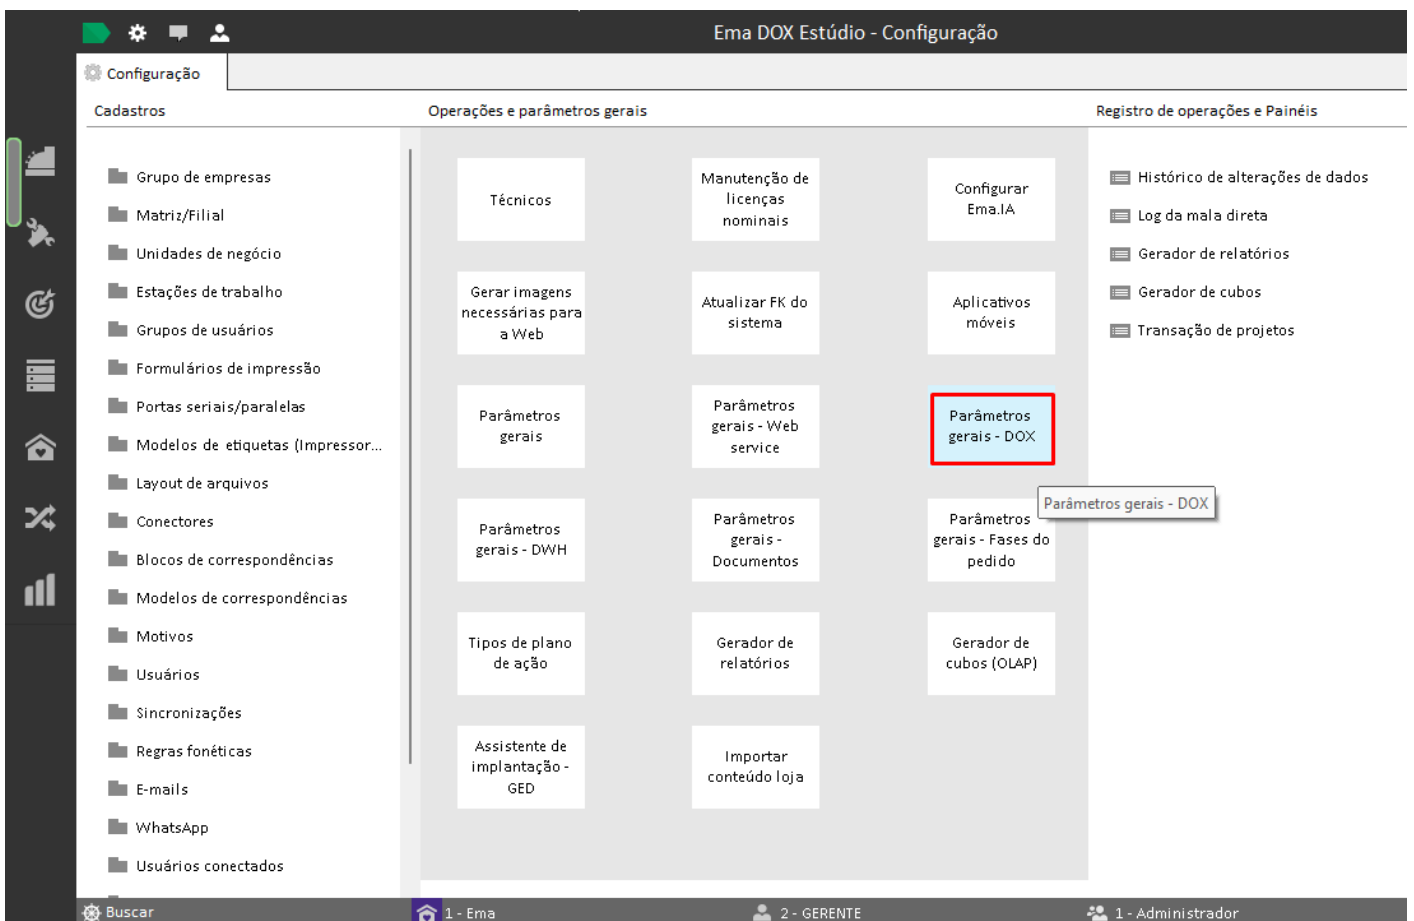 Ema DOX Estúdio - Configuração
Configuração
Cadastros
Grupo de empresas
Matriz/Filial
Unidades de negócio
Estações de trabalho
Grupos de usuários
Formulários de impressão
Portas seriais/paralelas
Modelos de etiquetas (Impressor...
Layout de arquivos
Conectores
Blocos de correspondências
Modelos de correspondências
Motivos
Usuários
Sincronizações
Regras fonéticas
E-mails
WhatsApp
Usuários conectados
Operações e parâmetros gerais
Técnicos
Manutenção de
licenças
nominais
Configurar
Ema.IA
Gerar imagens
necessárias para
a Web
Atualizar FK do
sistema
Aplicativos
móveis
Parâmetros
gerais
Parâmetros
gerais - Web
service
Parâmetros
gerais - DOX
Parâmetros gerais - DOX
Parâmetros
gerais - DWH
Parâmetros
gerais -
Documentos
Parâmetros
gerais - Fases do
pedido
Tipos de plano
de ação
Gerador de
relatórios
Gerador de
cubos (OLAP)
Assistente de
implantação -
GED
Importar
conteúdo loja
Registro de operações e Painéis
Histórico de alterações de dados
Log da mala direta
Gerador de relatórios
Gerador de cubos
Transação de projetos
Buscar
1 - Ema
2 - GERENTE
1 - Administrador